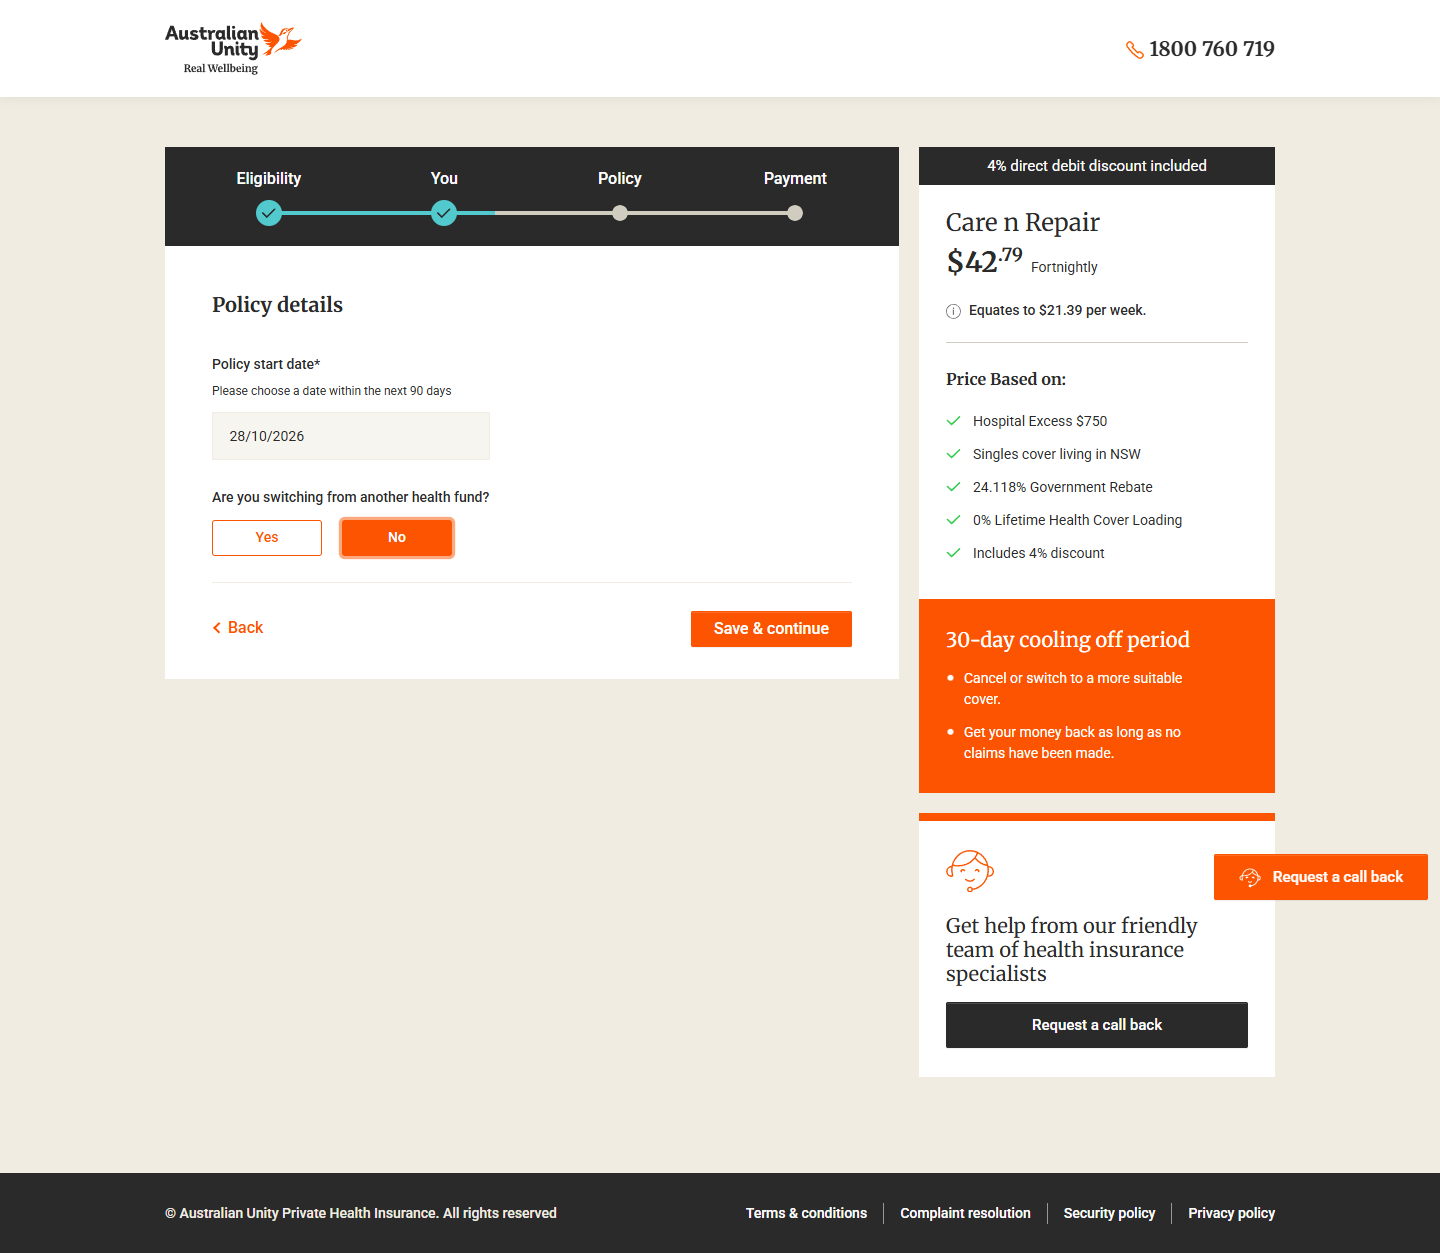 Australian
Unity
Real Wellbeing
1800 760 719
Eligibility
You
Policy
Payment
Policy details
Policy start date*
Please choose a date within the next 90 days
28/10/2026
Are you switching from another health fund?
Yes
No
Back
Save & continue
4% direct debit discount included
Care n Repair
$42.79 Fortnightly
Equates to $21.39 per week.
Price Based on:
Hospital Excess $750
Singles cover living in NSW
24.118% Government Rebate
0% Lifetime Health Cover Loading
Includes 4% discount
30-day cooling off period
Cancel or switch to a more suitable
cover.
Get your money back as long as no
claims have been made.
Request a call back
Get help from our friendly
team of health insurance
specialists
Request a call back
© Australian Unity Private Health Insurance. All rights reserved
Terms & conditions
Complaint resolution
Security policy
Privacy policy